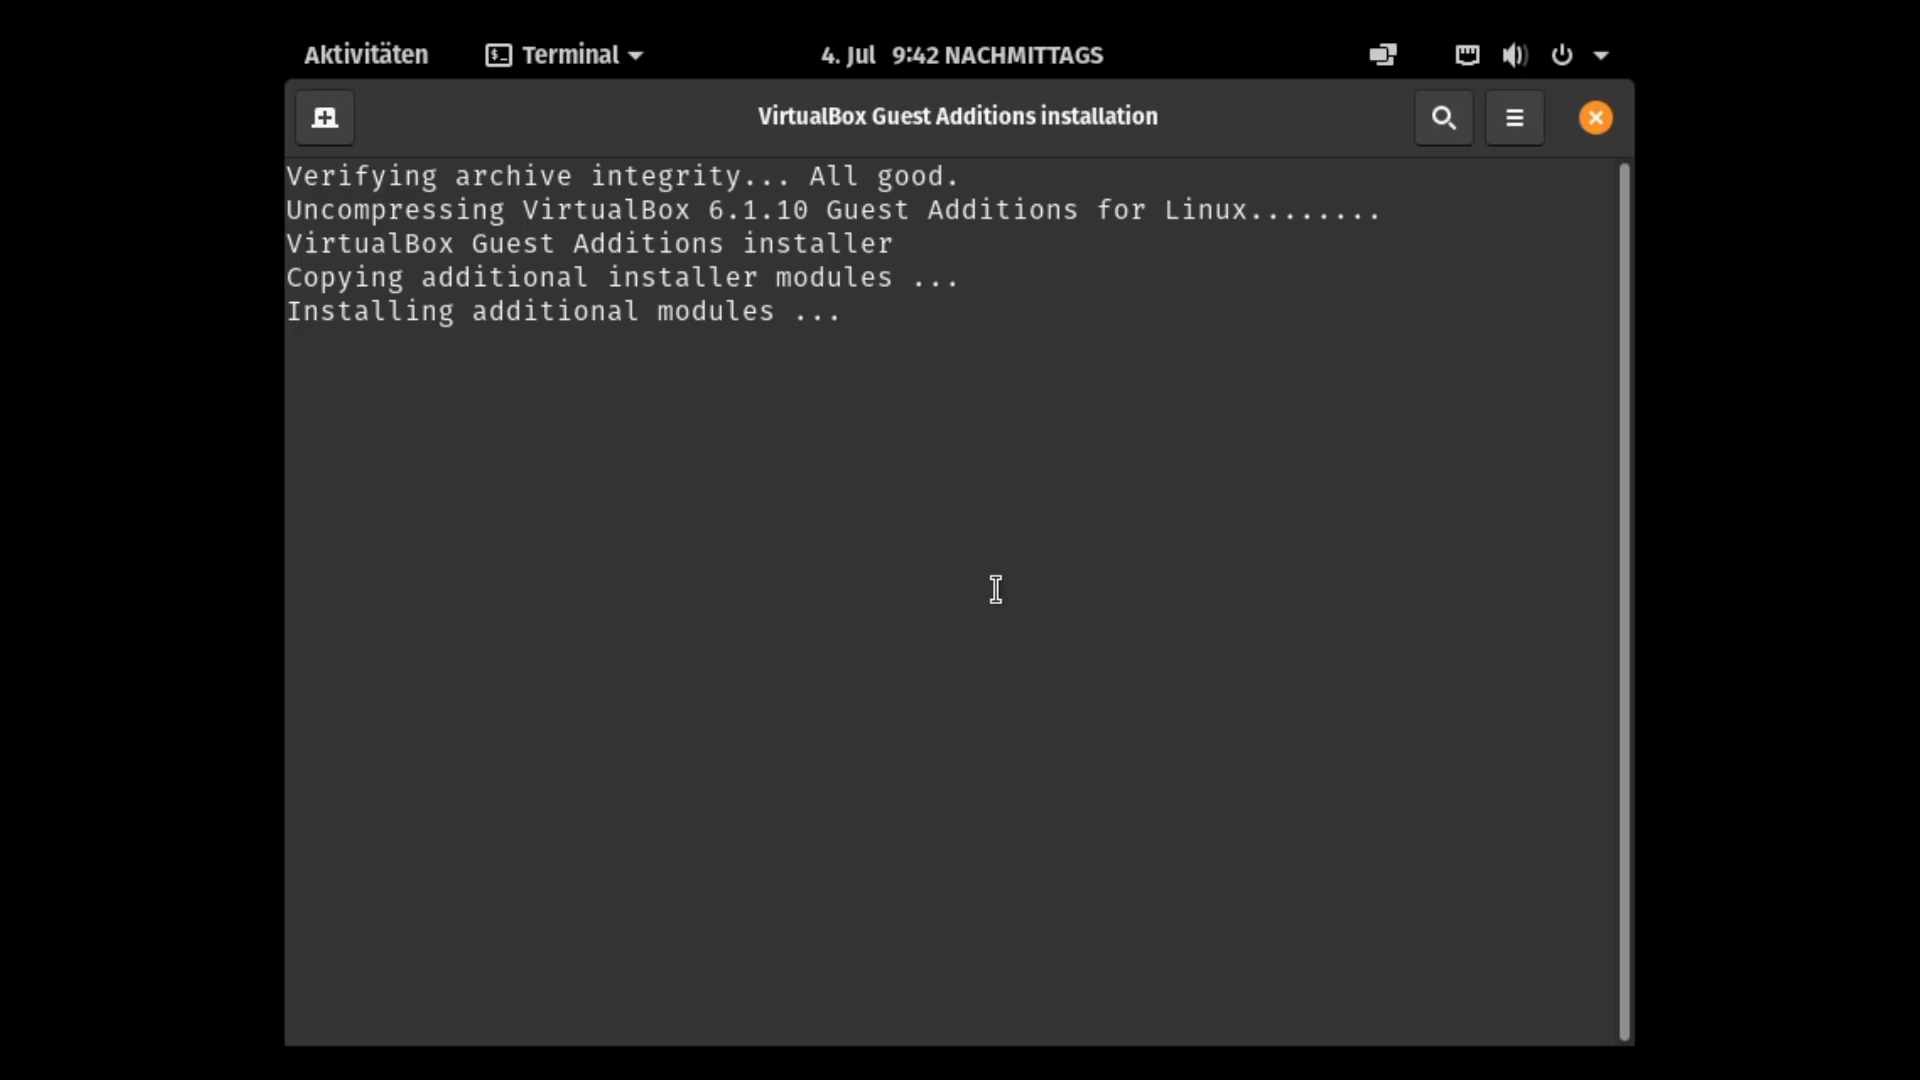 Aktivitäten Terminal 4. Jul 9:42 NACHMITTAGS
VirtualBox Guest Additions installation
Verifying archive integrity... All good.
Uncompressing VirtualBox 6.1.10 Guest Additions for Linux........
VirtualBox Guest Additions installer
Copying additional installer modules ...
Installing additional modules ...